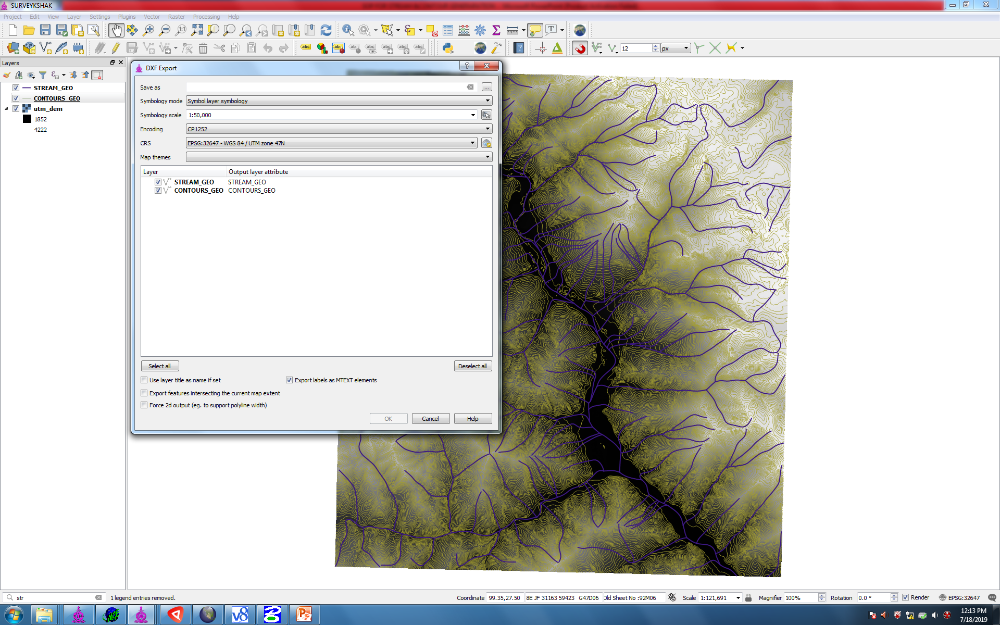 SURVEYKSHAK
Project Edit View Layer Settings Plugins Vector Raster Processing Help
12 px
Layers
STREAM_GEO
CONTOURS_GEO
utm_dem
1852
4222
DXF Export
Save as
Symbology mode Symbol layer symbology
Symbology scale 1:50,000
Encoding CP1252
CRS EPSG:32647 - WGS 84 / UTM zone 47N
Map themes
Layer Output layer attribute
STREAM_GEO STREAM_GEO
CONTOURS_GEO CONTOURS_GEO
Select all Deselect all
Use layer title as name if set Export labels as MTEXT elements
Export features intersecting the current map extent
Force 2d output (eg. to support polyline width)
OK Cancel Help
str 1 legend entries removed. Coordinate 99.35,27.50 8E JF 31163 59423 G47D06 Old Sheet No :92M06 Scale 1:121,691 Magnifier 100% Rotation 0.0 ° Render EPSG:32647
12:13 PM
7/18/2019